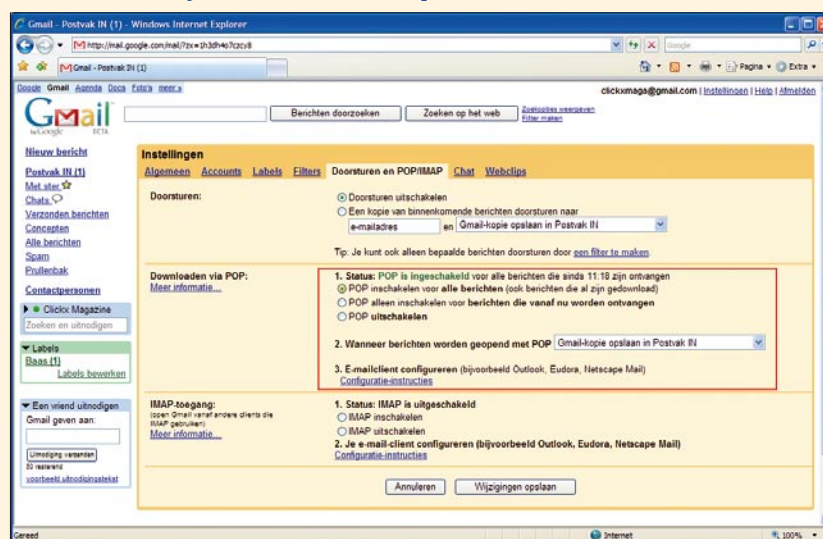 Gmail - Postvak IN (1) - Windows Internet Explorer
http://mail.google.com/mail/?zx=1h3dh4o7czcy8
Google
Gmail - Postvak IN (1)
Pagina Extra
Google Gmail Agenda Docs Foto's meer
clickxmaga@gmail.com | Instellingen | Help | Afmelden
Gmail
by Google BETA
Berichten doorzoeken Zoeken op het web
Zoekopties weergeven
Filter maken
Nieuw bericht
Postvak IN (1)
Met ster
Chats
Verzonden berichten
Concepten
Alle berichten
Spam
Prullenbak
Contactpersonen
Clickx Magazine
Zoeken en uitnodigen
Labels
Baas (1)
Labels bewerken
Een vriend uitnodigen
Gmail geven aan:
Uitnodiging verzenden
50 resterend
voorbeeld uitnodigingstekst
Instellingen
Algemeen Accounts Labels Filters Doorsturen en POP/IMAP Chat Webclips
Doorsturen:
Doorsturen uitschakelen
Een kopie van binnenkomende berichten doorsturen naar
e-mailadres en Gmail-kopie opslaan in Postvak IN
Tip: Je kunt ook alleen bepaalde berichten doorsturen door een filter te maken.
Downloaden via POP:
Meer informatie...
1. Status: POP is ingeschakeld voor alle berichten die sinds 11:18 zijn ontvangen
POP inschakelen voor alle berichten (ook berichten die al zijn gedownload)
POP alleen inschakelen voor berichten die vanaf nu worden ontvangen
POP uitschakelen
2. Wanneer berichten worden geopend met POP Gmail-kopie opslaan in Postvak IN
3. E-mailclient configureren (bijvoorbeeld Outlook, Eudora, Netscape Mail)
Configuratie-instructies
IMAP-toegang:
(open Gmail vanaf andere clients die
IMAP gebruiken)
Meer informatie...
1. Status: IMAP is uitgeschakeld
IMAP inschakelen
IMAP uitschakelen
2. Je e-mail-client configureren (bijvoorbeeld Outlook, Eudora, Netscape Mail)
Configuratie-instructies
Annuleren Wijzigingen opslaan
Gereed Internet 100%